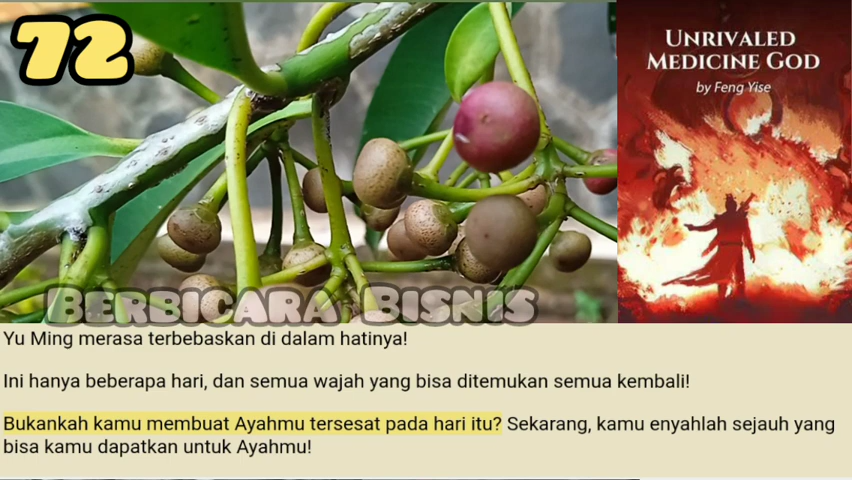 72
UNRIVALED
MEDICINE GOD
by Feng Yise
BERBICARA BISNIS
Yu Ming merasa terbebaskan di dalam hatinya!
Ini hanya beberapa hari, dan semua wajah yang bisa ditemukan semua kembali!
Bukankah kamu membuat Ayahmu tersesat pada hari itu? Sekarang, kamu enyahlah sejauh yang
bisa kamu dapatkan untuk Ayahmu!